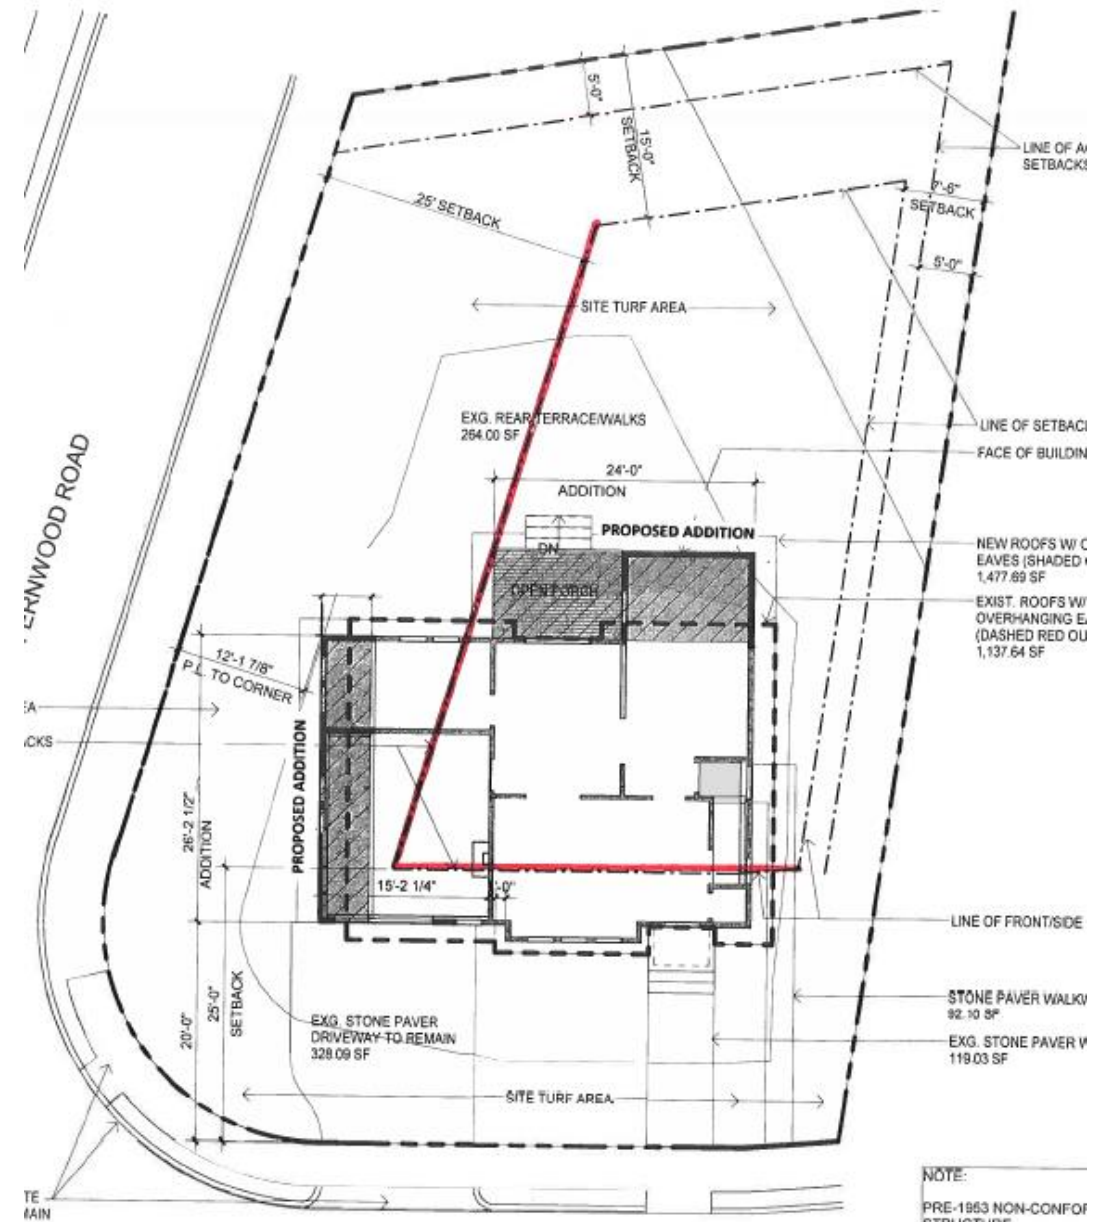 5'-0"
15'-0"
SETBACK
LINE OF
SETBACKS
25' SETBACK
7'-6"
SETBACK
5'-0"
SITE TURF AREA
EXG. REAR TERRACE/WALKS
264.00 SF
LINE OF SETBAC
FACE OF BUILDIN
24'-0"
ADDITION
PROPOSED ADDITION
DN
OPEN PORCH
NEW ROOFS W/
EAVES (SHADED
1,477.69 SF
EXIST. ROOFS W/
OVERHANGING
(DASHED RED OU
1,137.64 SF
ERNWOOD ROAD
12'-1 7/8"
P.L. TO CORNER
EA
CKS
PROPOSED ADDITION
26'-2 1/2"
ADDITION
15'-2 1/4"
'-0"
LINE OF FRONT/SIDE
20'-0"
25'-0"
SETBACK
EXG. STONE PAVER
DRIVEWAY TO REMAIN
328.09 SF
STONE PAVER WALKW
92.10 SF
EXG. STONE PAVER W
119.03 SF
SITE TURF AREA
TE
MAIN
NOTE:
PRE-1953 NON-CONFOR
STRUCTURE